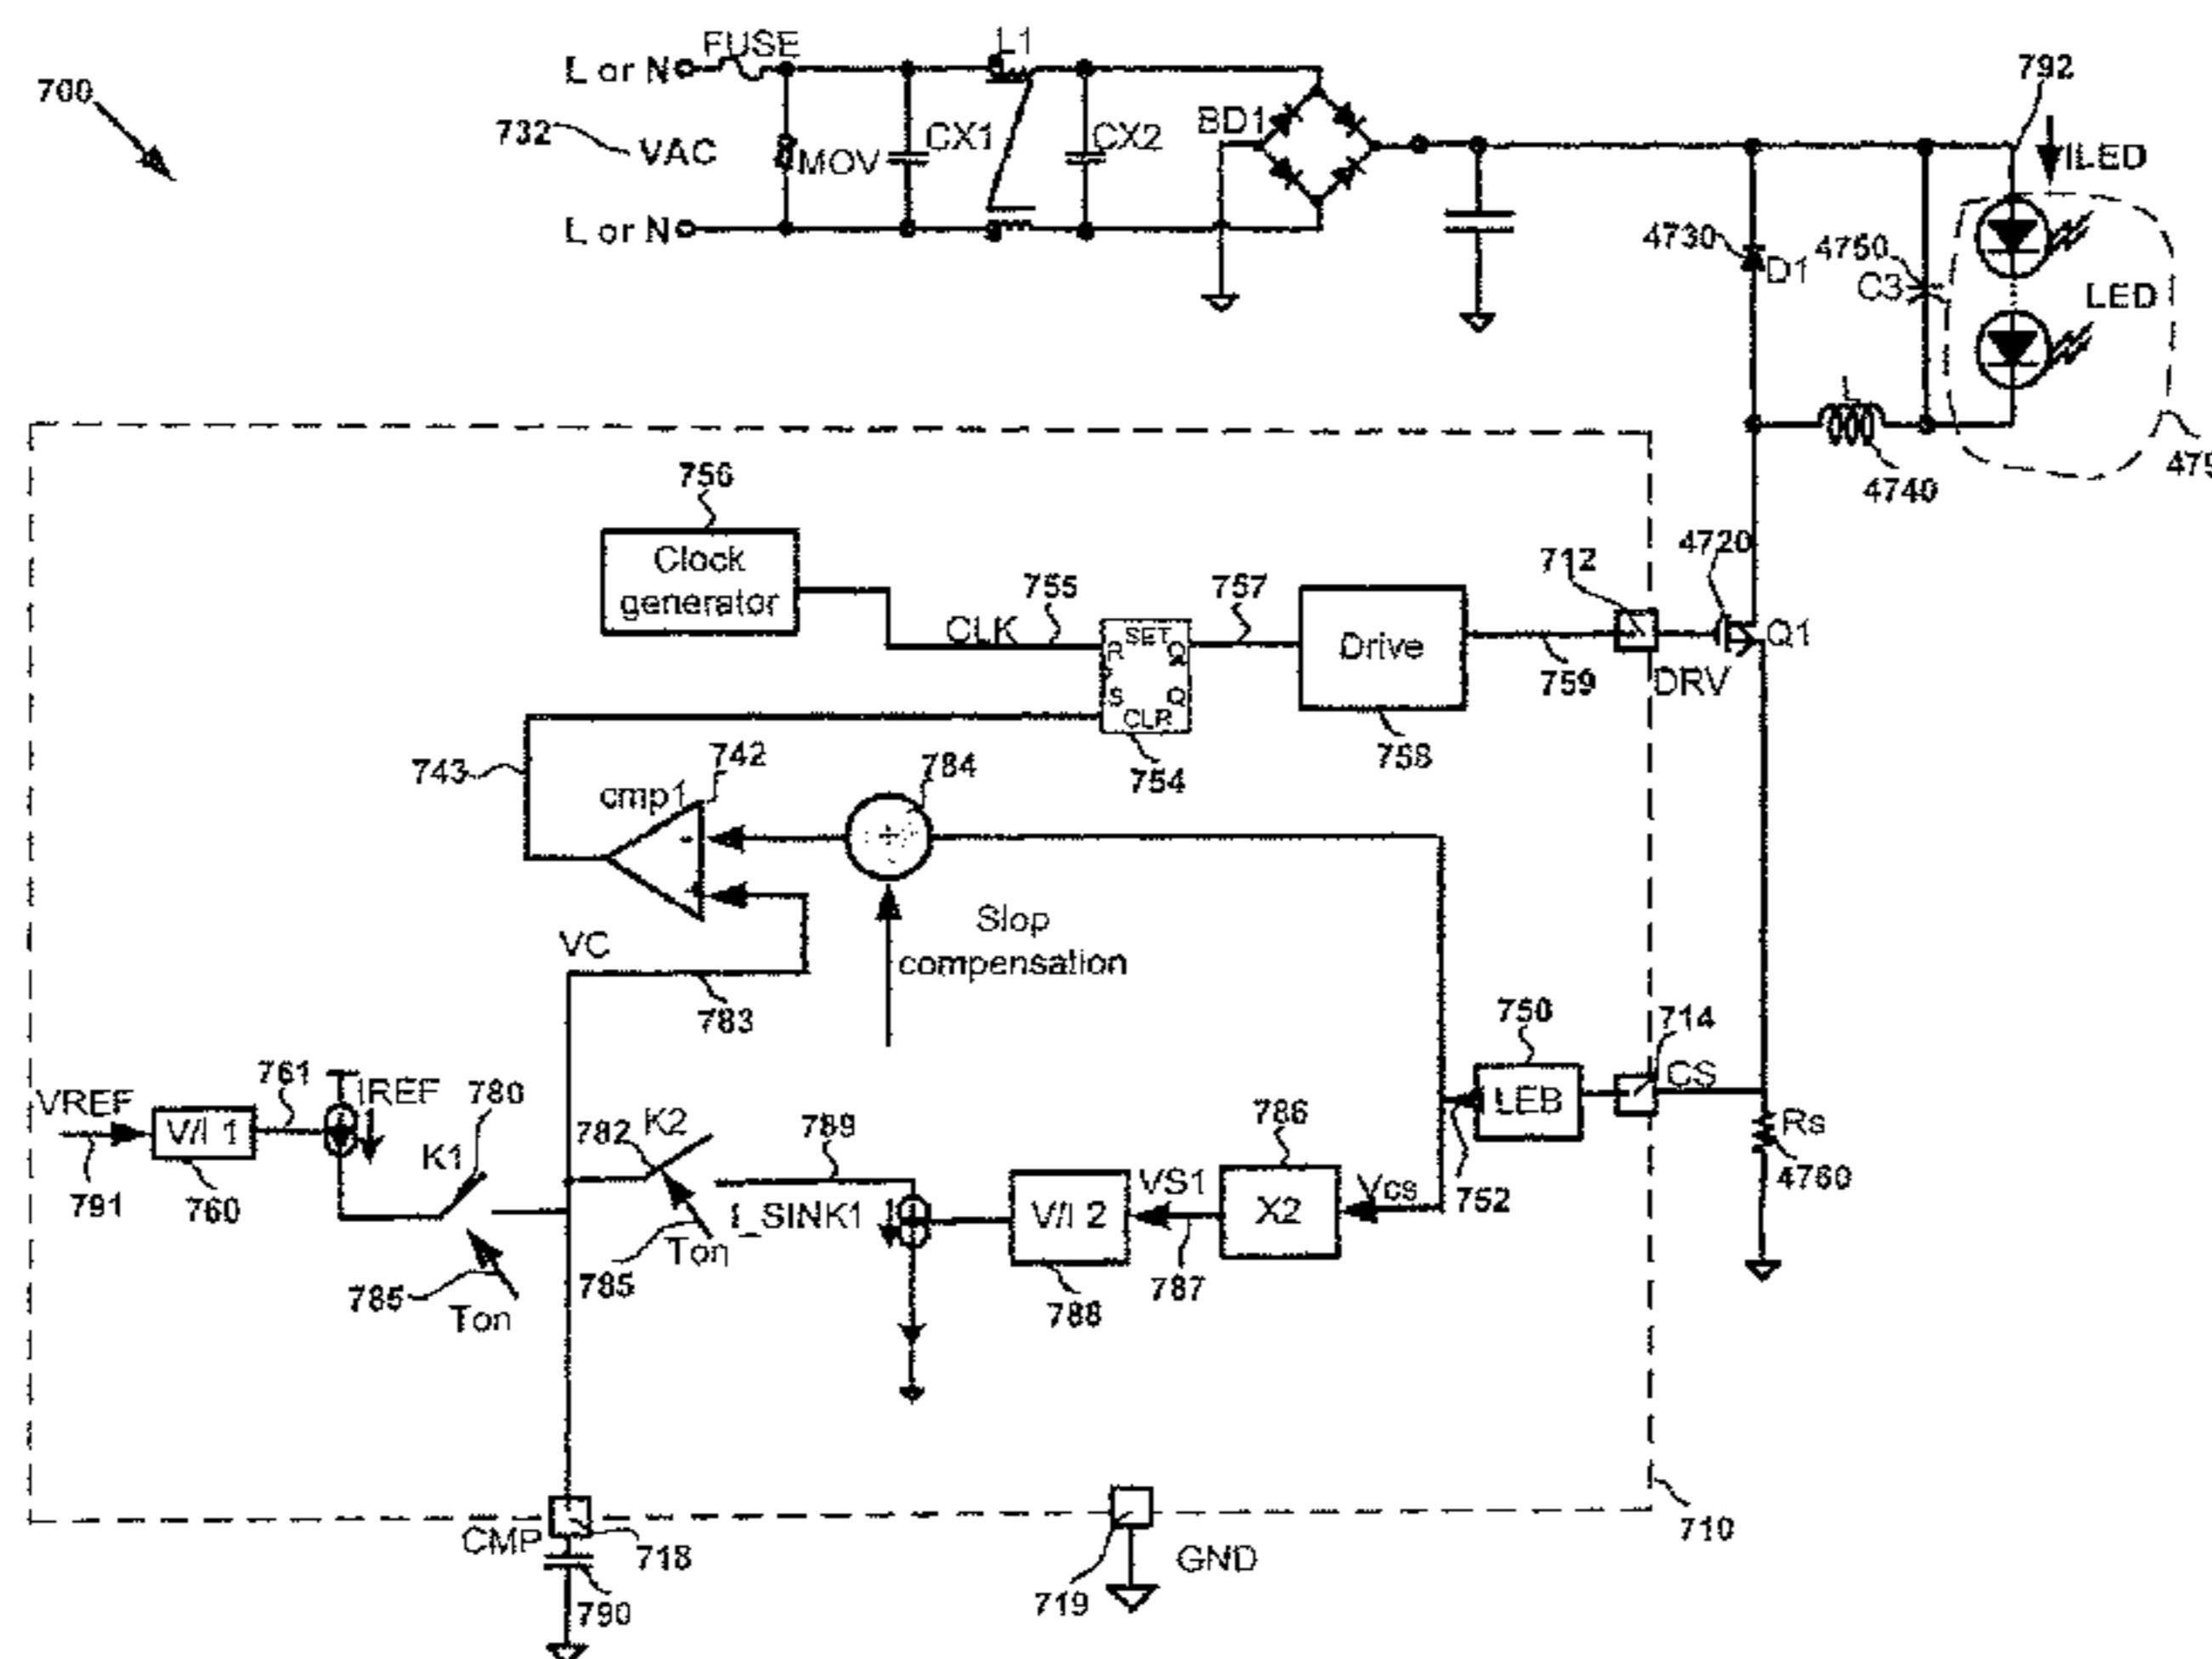 700
FUSE
L1
L or N
732
VAC
MOV
CX1
CX2
BD1
L or N
792
ILED
4730
D1
4750
C3
LED
L
4740
756
Clock
generator
CLK
755
SET
R
Q
S
Q
CLR
754
757
Drive
758
759
712
DRV
4720
Q1
743
cmp1
742
784
-
+
+
VC
783
Slop
compensation
750
LEB
714
CS
Rs
4760
752
VREF
791
V/I 1
760
761
IREF
780
K1
785
Ton
782
K2
785
Ton
789
I_SINK1
V/I 2
788
VS1
787
786
X2
Vcs
CMP
718
790
719
GND
710